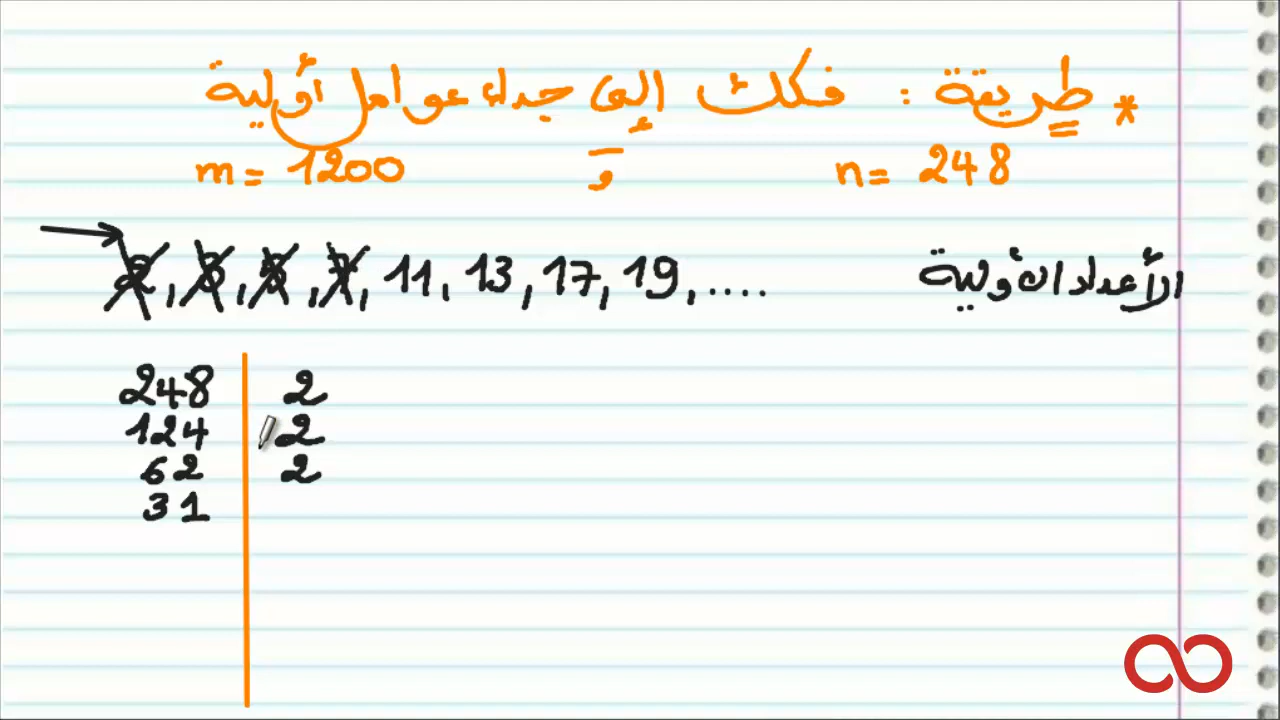 * طريقة : فكك إلى جداء عوامل أولية
n = 248 و m = 1200
الأعداد الأولية 2, 3, 5, 7, 11, 13, 17, 19, ....
248 2
124 2
62 2
31